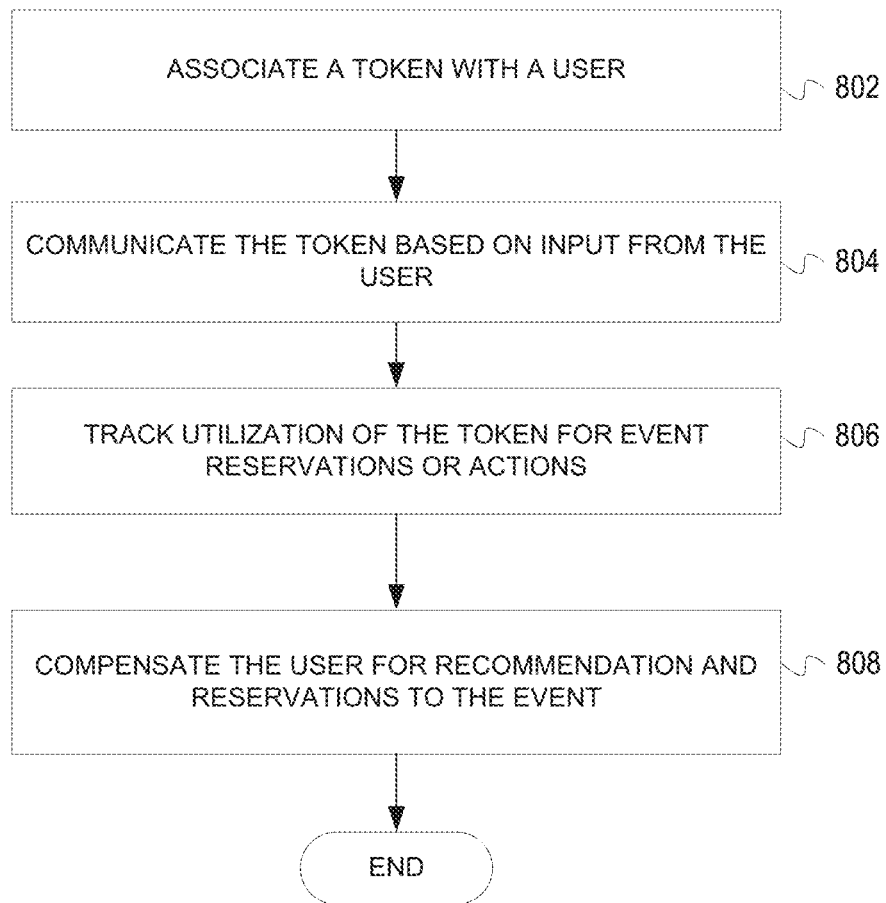 ASSOCIATE A TOKEN WITH A USER
802
COMMUNICATE THE TOKEN BASED ON INPUT FROM THE
USER
804
TRACK UTILIZATION OF THE TOKEN FOR EVENT
RESERVATIONS OR ACTIONS
806
COMPENSATE THE USER FOR RECOMMENDATION AND
RESERVATIONS TO THE EVENT
808
END